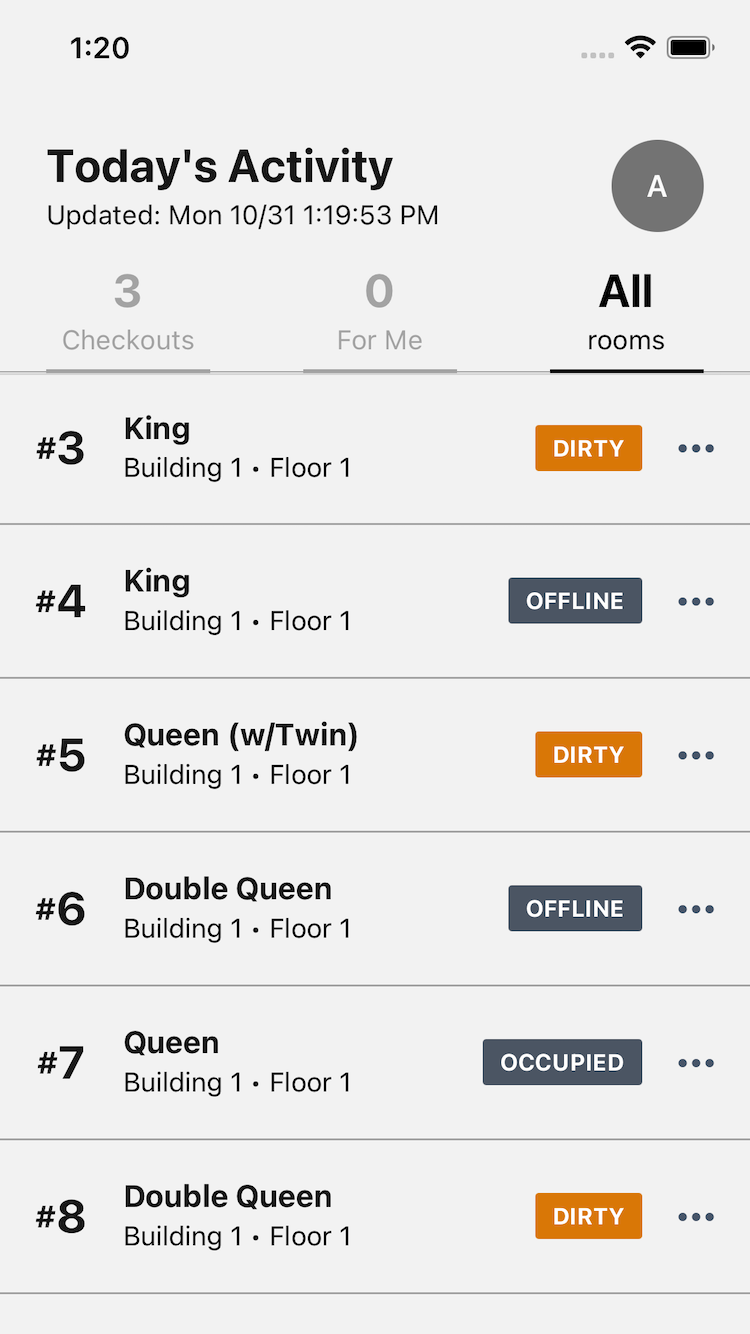 1:20
Today's Activity
A
Updated: Mon 10/31 1:19:53 PM
3
Checkouts
0
For Me
All
rooms
#3
King
Building 1 • Floor 1
DIRTY
#4
King
Building 1 • Floor 1
OFFLINE
#5
Queen (w/Twin)
Building 1 • Floor 1
DIRTY
#6
Double Queen
Building 1 • Floor 1
OFFLINE
#7
Queen
Building 1 • Floor 1
OCCUPIED
#8
Double Queen
Building 1 • Floor 1
DIRTY